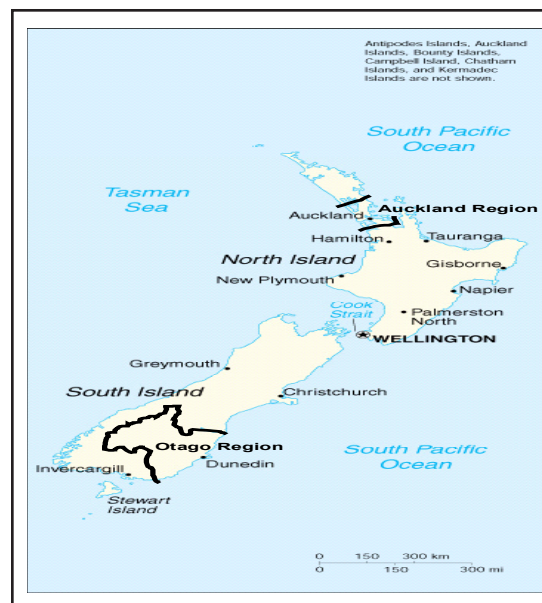 Antipodes Islands, Auckland
Islands, Bounty Islands,
Campbell Island, Chatham
Islands, and Kermadec
Islands are not shown.
South Pacific
Ocean
Tasman
Sea
Auckland Region
Auckland
Hamilton
Tauranga
North Island
Gisborne
New Plymouth
Napier
Cook
Strait
Palmerston
North
WELLINGTON
Greymouth
South Island
Christchurch
Otago Region
South Pacific
Ocean
Dunedin
Invercargill
Stewart
Island
0 150 300 km
0 150 300 mi